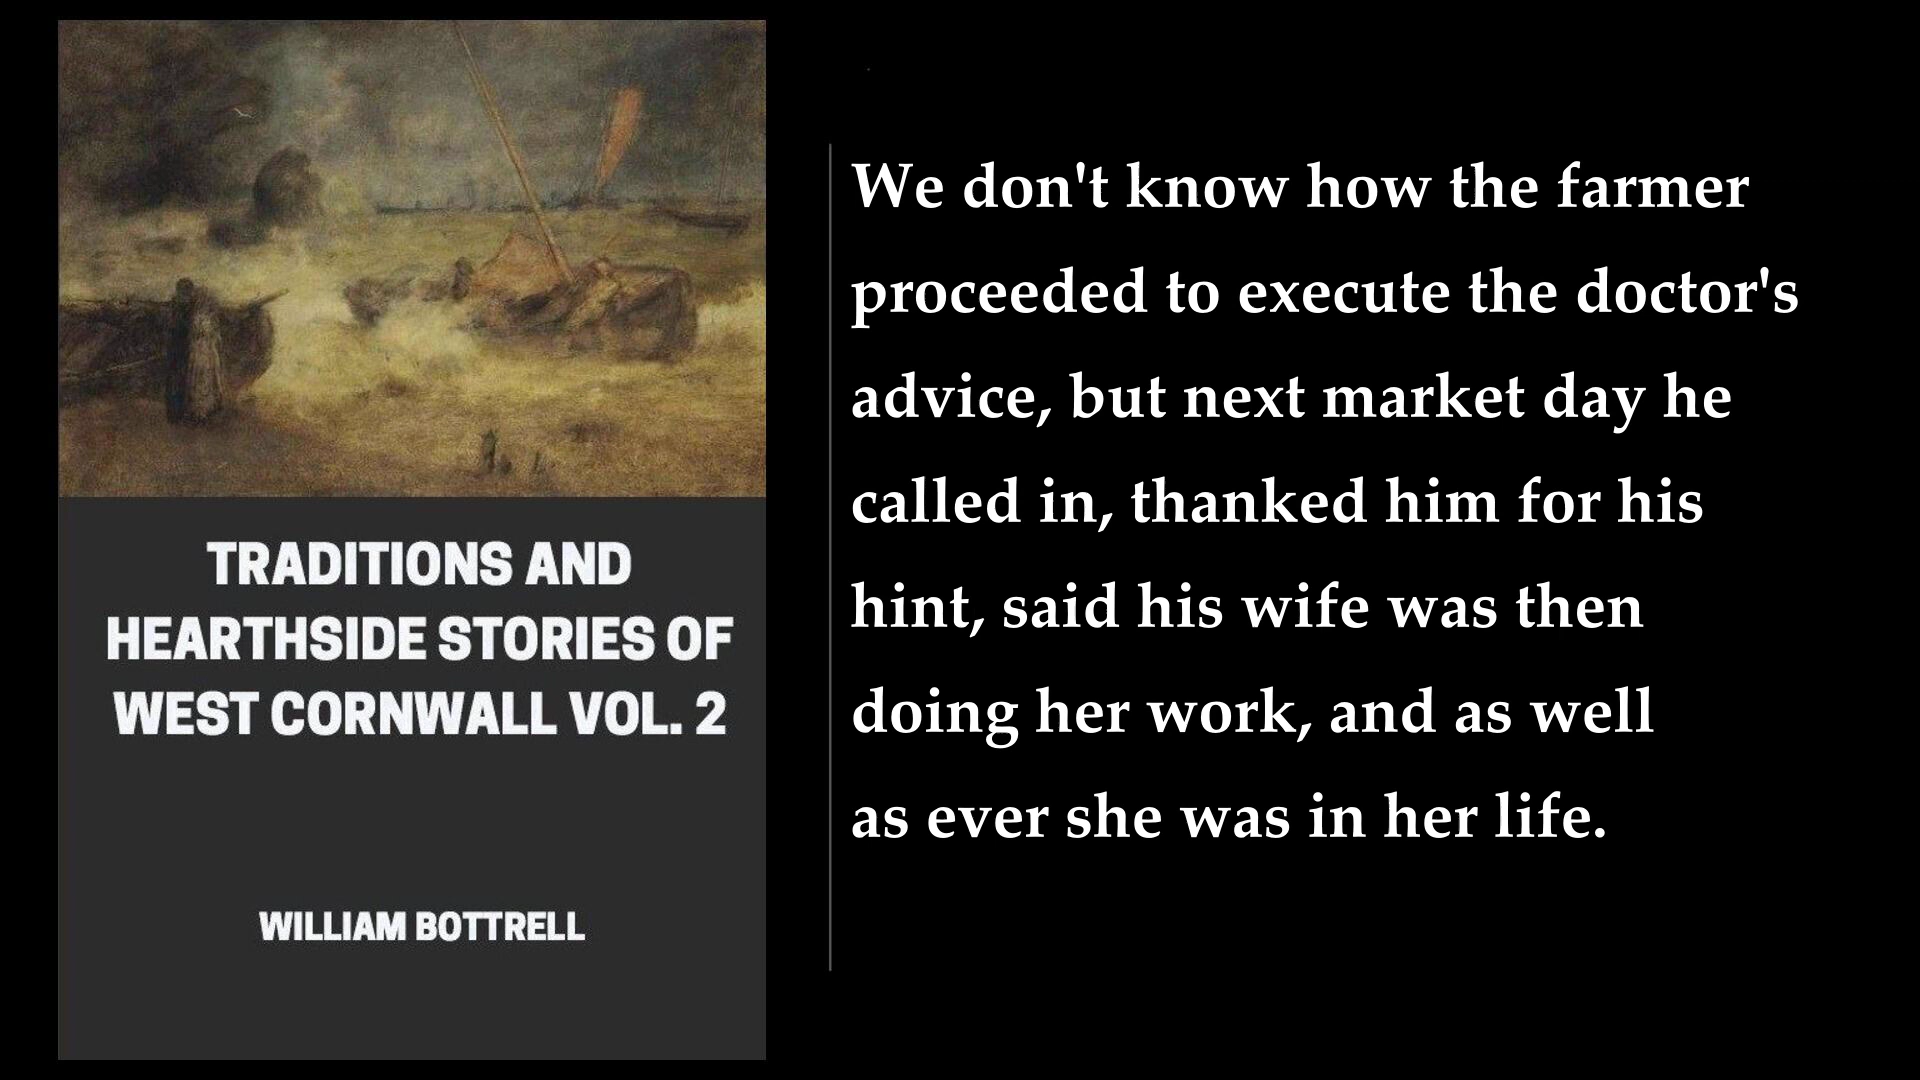 TRADITIONS AND
HEARTHSIDE STORIES OF
WEST CORNWALL VOL. 2
WILLIAM BOTTRELL
We don't know how the farmer
proceeded to execute the doctor's
advice, but next market day he
called in, thanked him for his
hint, said his wife was then
doing her work, and as well
as ever she was in her life.